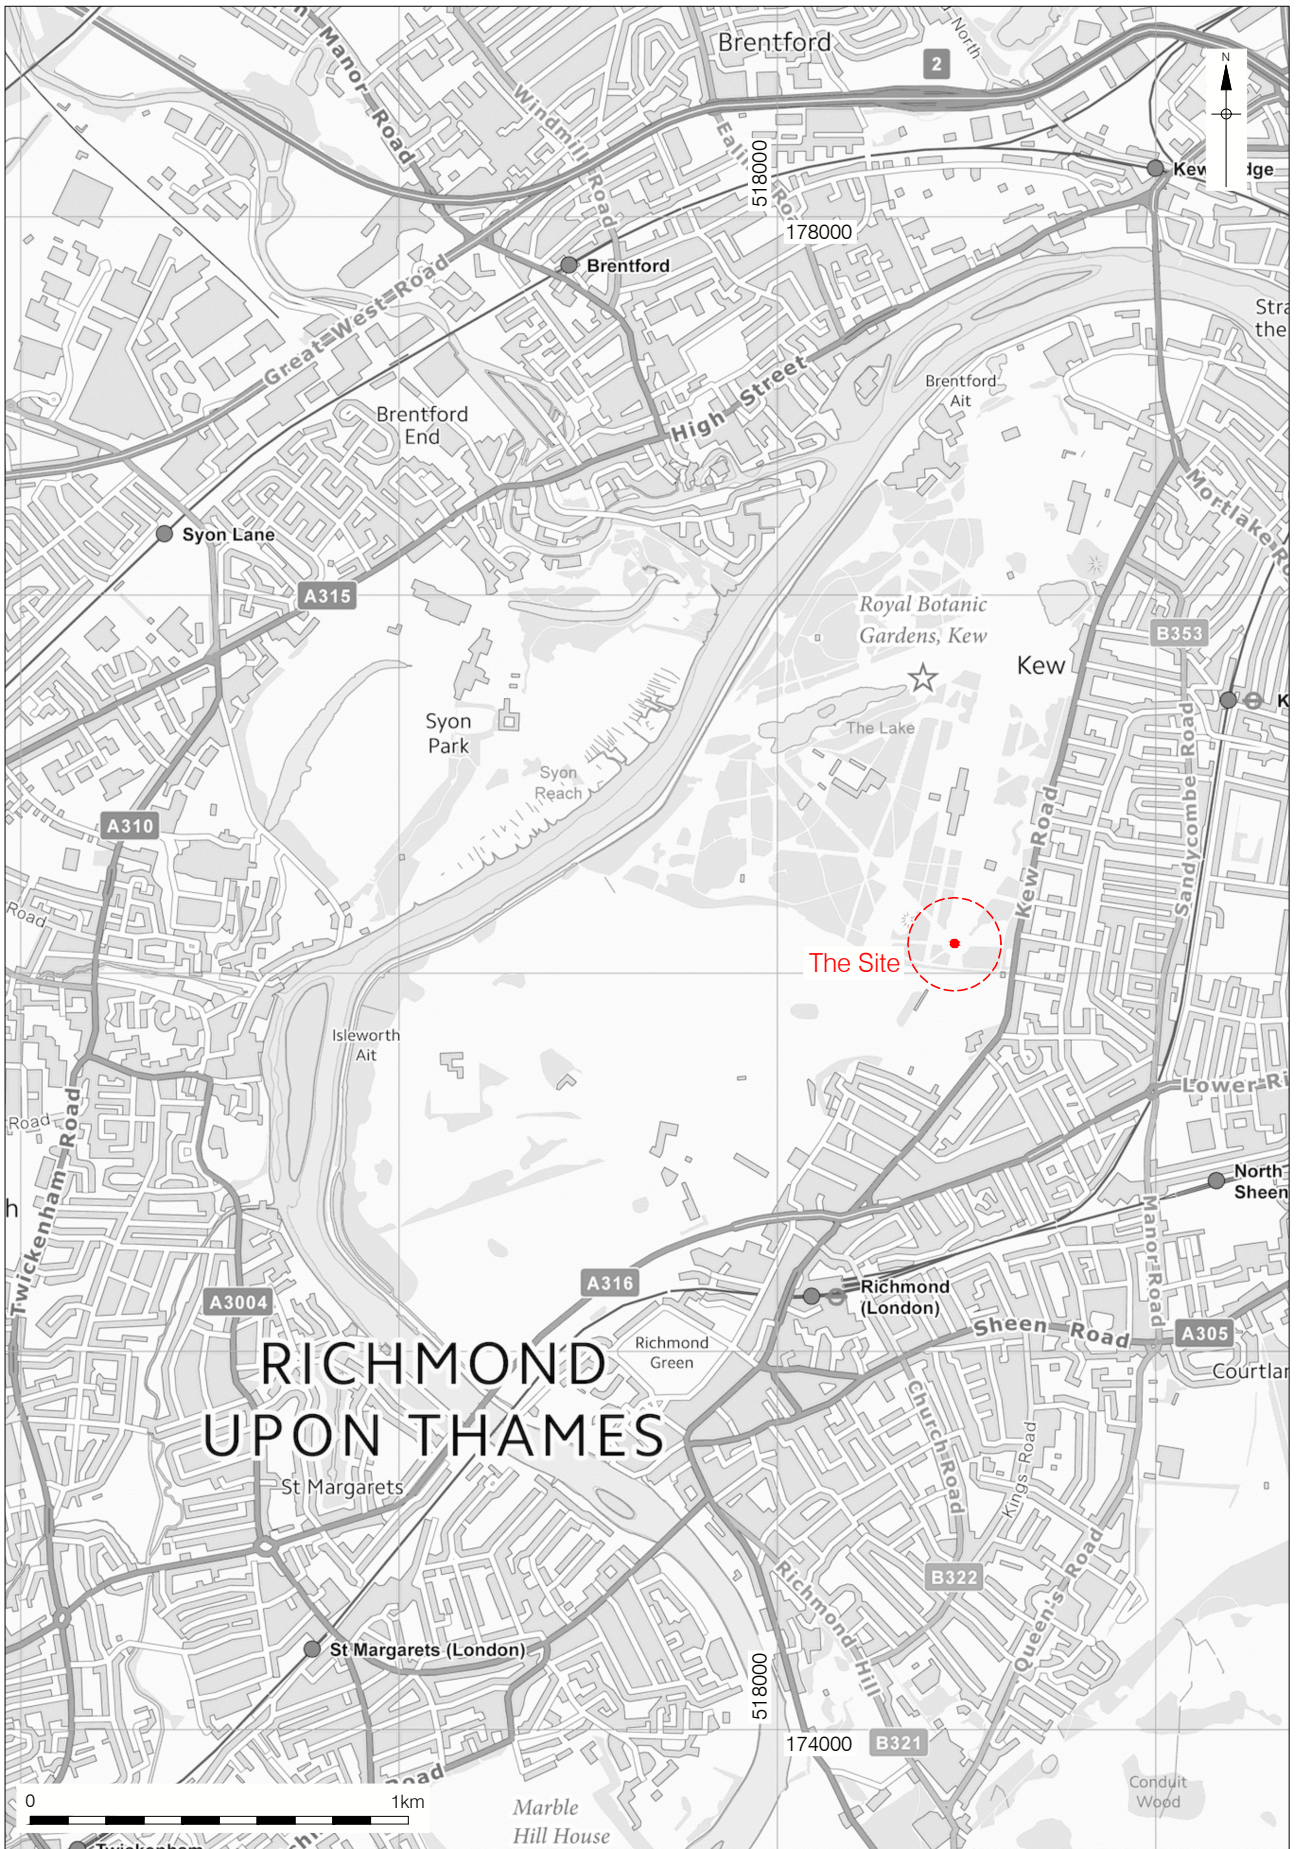 Brentford
2
North
Manor Road
Windmill Road
N
518000
178000
Brentford
Great West Road
High Street
Brentford
Ait
Brentford
End
Syon Lane
Mortlake
A315
Royal Botanic
Gardens, Kew
B353
Kew
K
Syon
Park
The Lake
Syon
Reach
Sandycombe Road
A310
Kew Road
Road
The Site
Isleworth
Ait
Lower
Road
Twickenham Road
North
Sheen
h
Manor Road
A316
A3004
Richmond
(London)
Richmond
Green
Sheen Road
A305
RICHMOND
UPON THAMES
Church Road
Kings Road
St Margarets
B322
Richmond Hill
Queen's Road
St Margarets (London)
518000
174000
B321
Road
0
1km
Marble
Hill House
Conduit
Wood